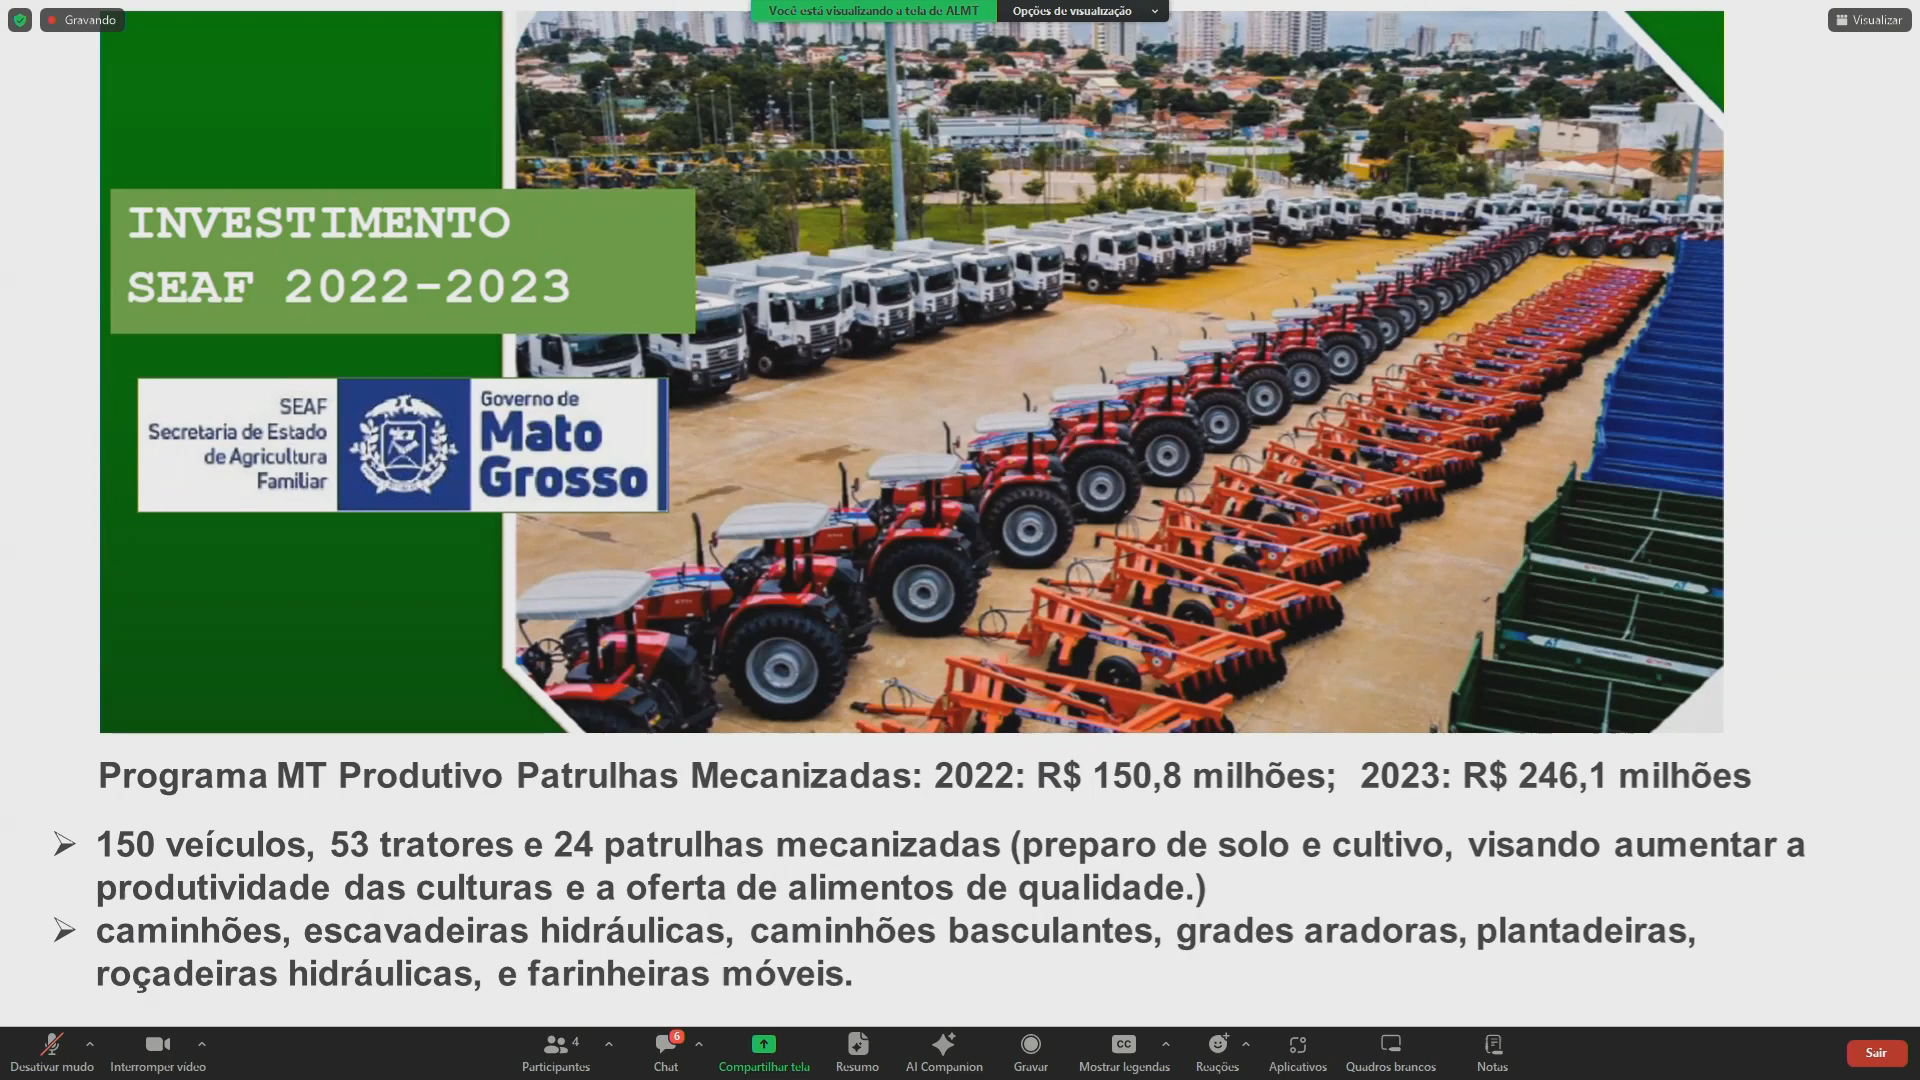 Gravando
Você está visualizando a tela de ALMT
Opções de visualização
Visualizar
INVESTIMENTO
SEAF 2022-2023
SEAF
Secretaria de Estado
de Agricultura
Familiar
Governo de
Mato
Grosso
Programa MT Produtivo Patrulhas Mecanizadas: 2022: R$ 150,8 milhões; 2023: R$ 246,1 milhões
➢ 150 veículos, 53 tratores e 24 patrulhas mecanizadas (preparo de solo e cultivo, visando aumentar a
produtividade das culturas e a oferta de alimentos de qualidade.)
➢ caminhões, escavadeiras hidráulicas, caminhões basculantes, grades aradoras, plantadeiras,
roçadeiras hidráulicas, e farinheiras móveis.
Desativar mudo
Interromper vídeo
4
Participantes
6
Chat
Compartilhar tela
Resumo
AI Companion
Gravar
CC
Mostrar legendas
Reações
Aplicativos
Quadros brancos
Notas
Sair